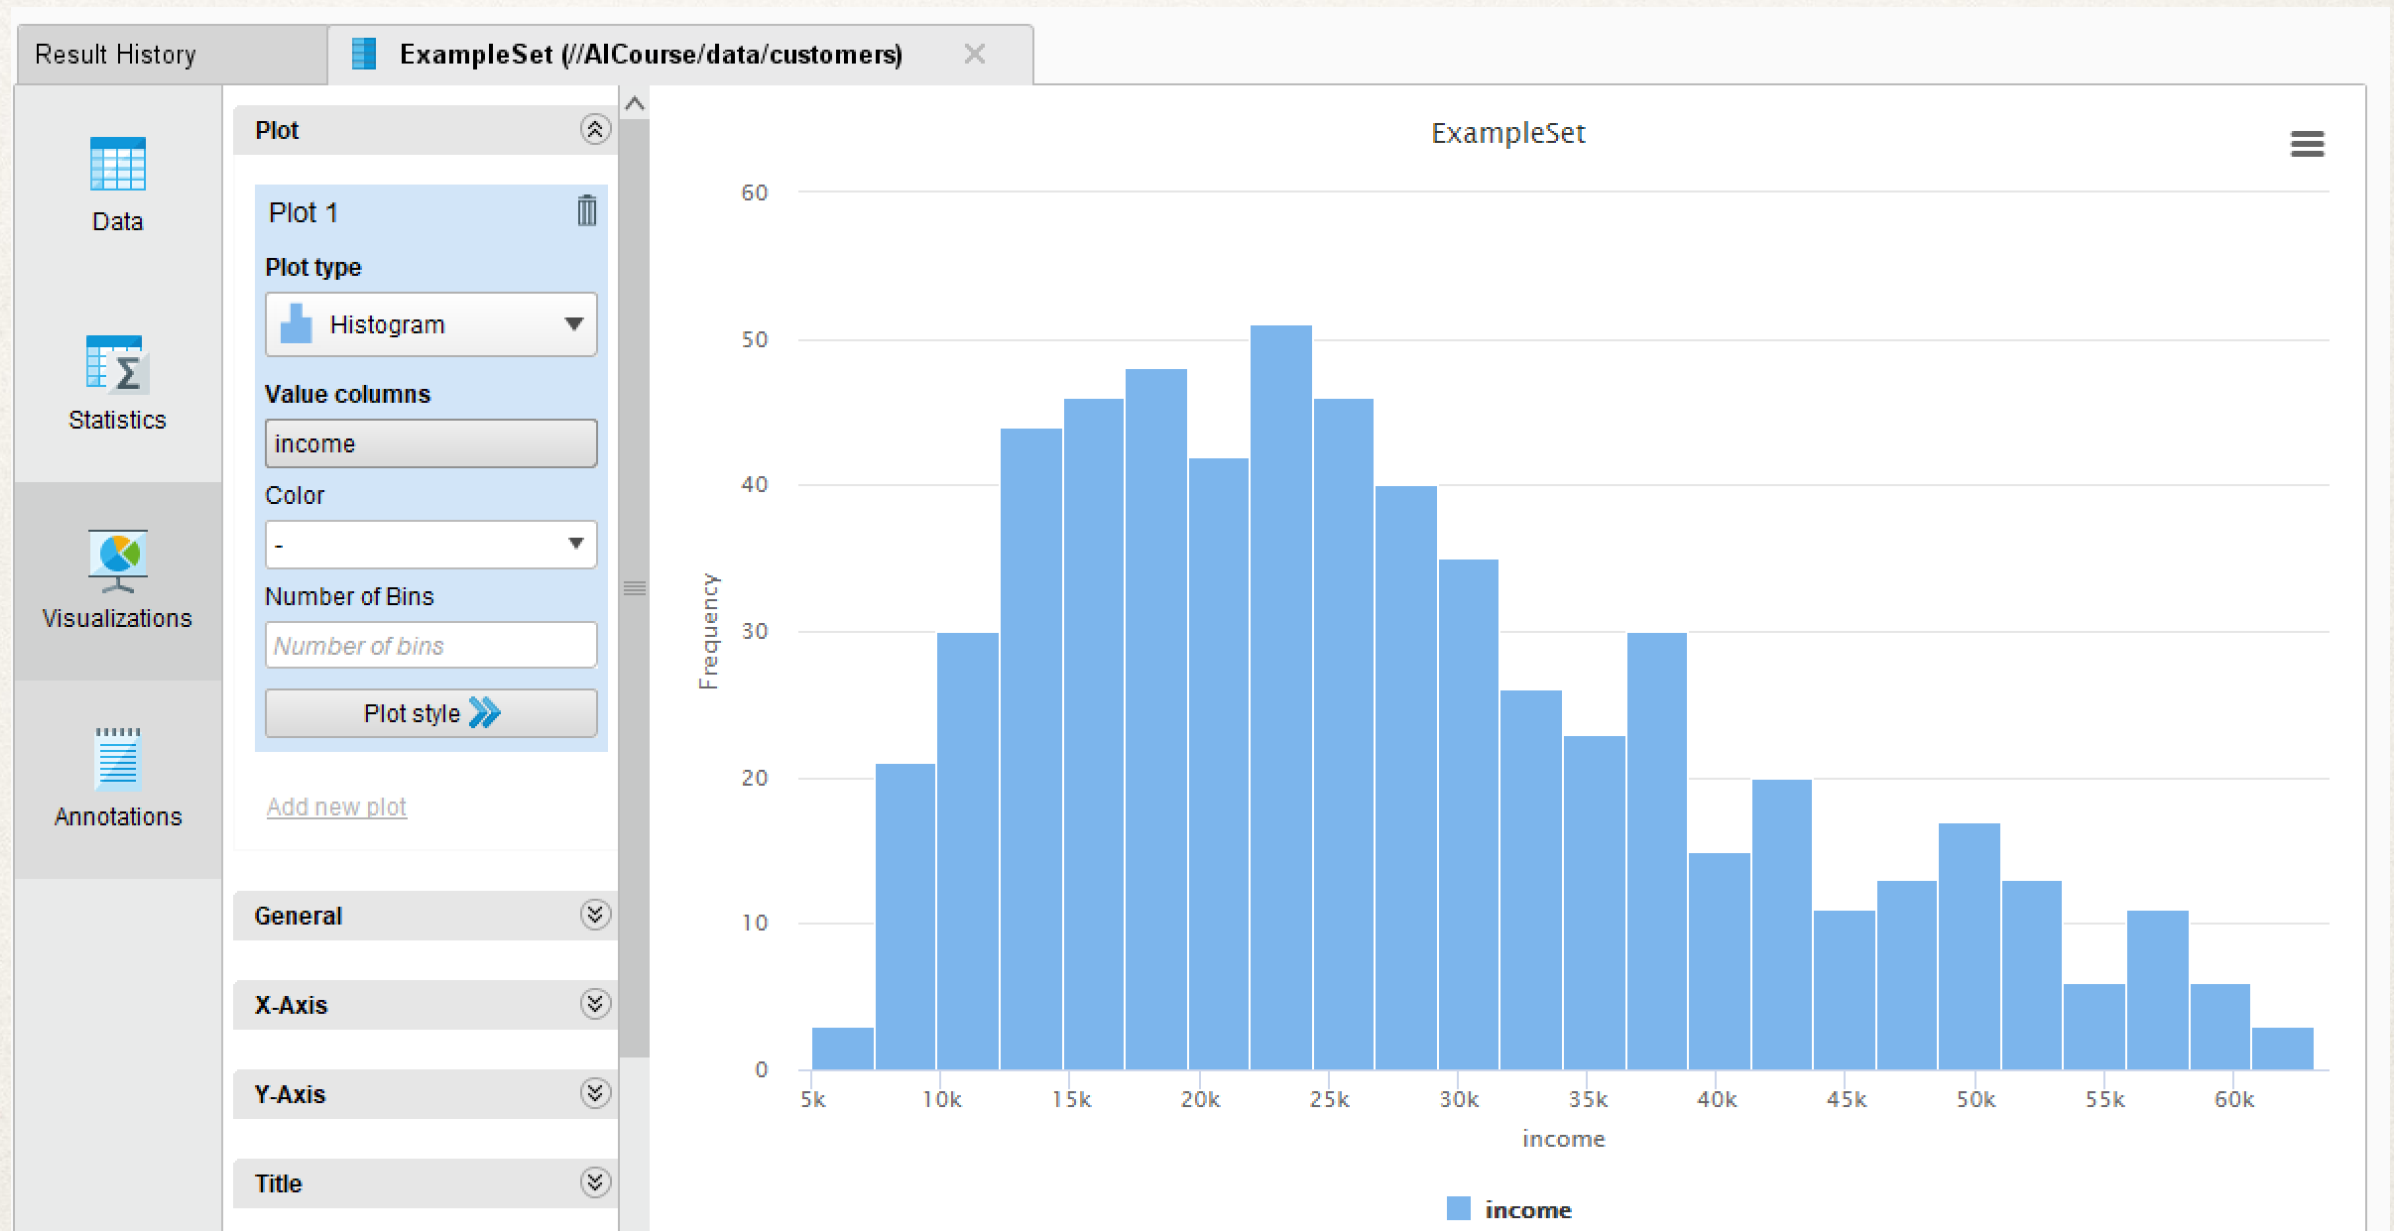 Result History
ExampleSet (//AICourse/data/customers)
Data
Statistics
Visualizations
Annotations
Plot
Plot 1
Plot type
Histogram
Value columns
income
Color
-
Number of Bins
Number of bins
Plot style
Add new plot
General
X-Axis
Y-Axis
Title
ExampleSet
Frequency
60
50
40
30
20
10
0
5k 10k 15k 20k 25k 30k 35k 40k 45k 50k 55k 60k
income
income